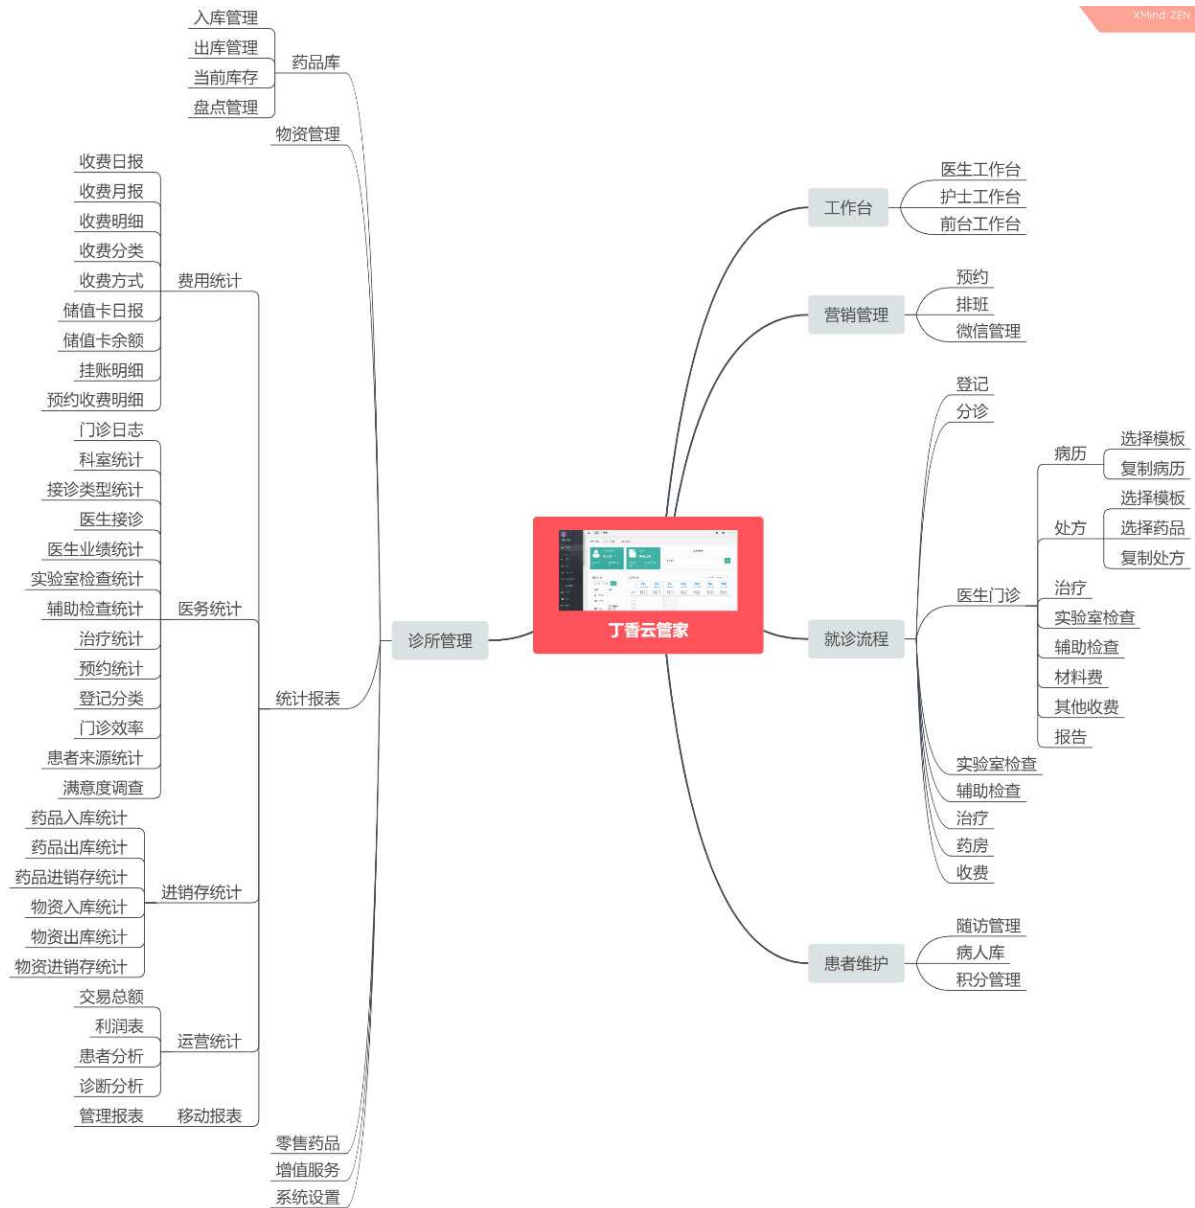 XMind:ZEN
丁香云管家
工作台
医生工作台
护士工作台
前台工作台
营销管理
预约
排班
微信管理
就诊流程
登记
分诊
医生门诊
病历
选择模板
复制病历
处方
选择模板
选择药品
复制处方
治疗
实验室检查
辅助检查
材料费
其他收费
报告
实验室检查
辅助检查
治疗
药房
收费
患者维护
随访管理
病人库
积分管理
诊所管理
药品库
入库管理
出库管理
当前库存
盘点管理
物资管理
统计报表
费用统计
收费日报
收费月报
收费明细
收费分类
收费方式
储值卡日报
储值卡余额
挂账明细
预约收费明细
医务统计
门诊日志
科室统计
接诊类型统计
医生接诊
医生业绩统计
实验室检查统计
辅助检查统计
治疗统计
预约统计
登记分类
门诊效率
患者来源统计
满意度调查
进销存统计
药品入库统计
药品出库统计
药品进销存统计
物资入库统计
物资出库统计
物资进销存统计
运营统计
交易总额
利润表
患者分析
诊断分析
移动报表
管理报表
零售药品
增值服务
系统设置